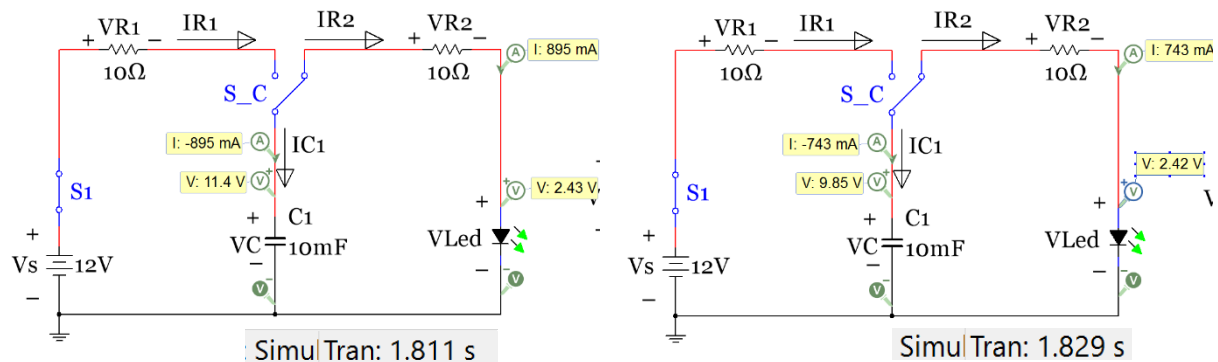 VR1 IR1 IR2 VR2
+ − + −
I: 895 mA
A
10Ω 10Ω
S_C
I: -895 mA A IC1
V: 11.4 V V + V: 2.43 V
S1
+ C1 +
+ VC 10mF VLed
Vs 12V − −
− V − V −
Simul Tran: 1.811 s
VR1 IR1 IR2 VR2
+ − + −
A I: 743 mA
10Ω 10Ω
S_C
I: -743 mA A IC1
V: 9.85 V V + V: 2.42 V
S1 + V
+ C1 +
+ VC 10mF VLed
Vs 12V − −
− V − V −
Simul Tran: 1.829 s